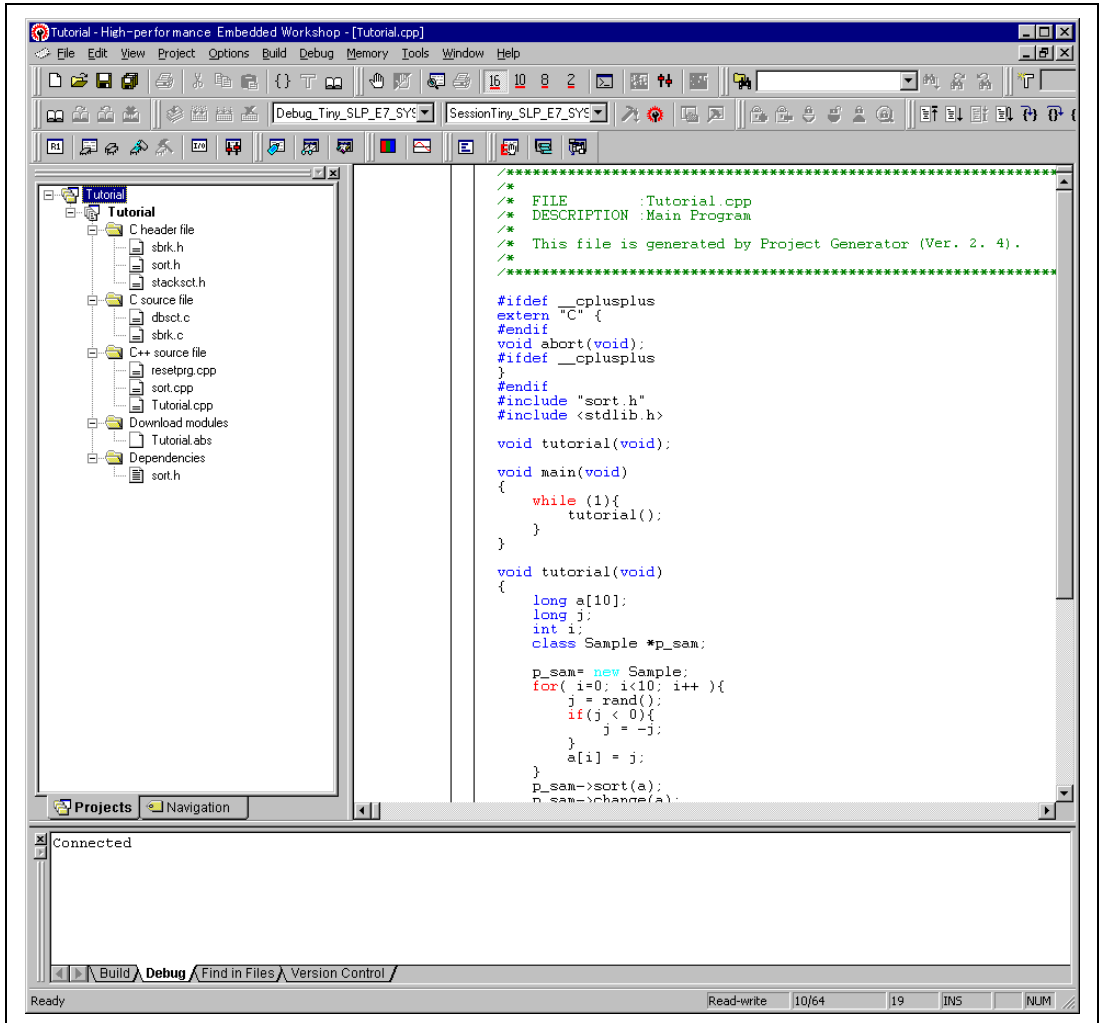 Tutorial - High-performance Embedded Workshop - [Tutorial.cpp]
File Edit View Project Options Build Debug Memory Tools Window Help
16 10 8 2
Debug_Tiny_SLP_E7_SYS SessionTiny_SLP_E7_SYS
R1 I/O
Tutorial
Tutorial
C header file
sbrk.h
sort.h
stacksct.h
C source file
dbsct.c
sbrk.c
C++ source file
resetprg.cpp
sort.cpp
Tutorial.cpp
Download modules
Tutorial.abs
Dependencies
sort.h
Projects Navigation
/****************************************************************
/*
/*  FILE        :Tutorial.cpp
/*  DESCRIPTION :Main Program
/*
/*  This file is generated by Project Generator (Ver. 2. 4).
/*
/****************************************************************
#ifdef __cplusplus
extern "C" {
#endif
void abort(void);
#ifdef __cplusplus
}
#endif
#include "sort.h"
#include <stdlib.h>
void tutorial(void);
void main(void)
{
    while (1){
        tutorial();
    }
}
void tutorial(void)
{
    long a[10];
    long j;
    int i;
    class Sample *p_sam;
    p_sam= new Sample;
    for( i=0; i<10; i++ ){
        j = rand();
        if(j < 0){
            j = -j;
        }
        a[i] = j;
    }
    p_sam->sort(a);
    p_sam->change(a);
Connected
Build Debug Find in Files Version Control
Ready Read-write 10/64 19 INS NUM